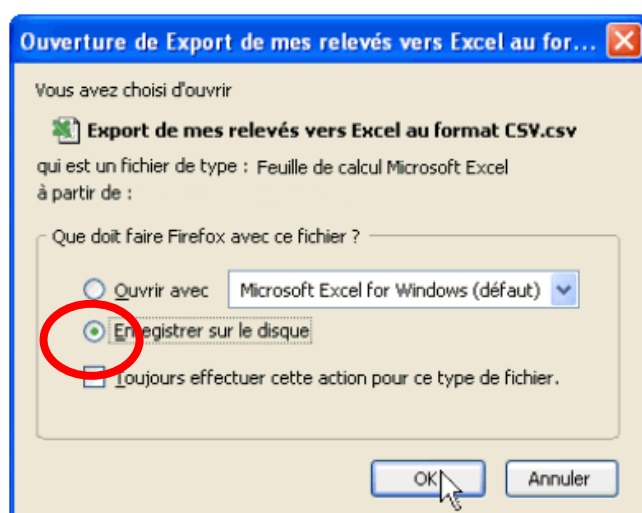 Ouverture de Export de mes relevés vers Excel au for...
Vous avez choisi d'ouvrir
Export de mes relevés vers Excel au format CSV.csv
qui est un fichier de type : Feuille de calcul Microsoft Excel
à partir de :
Que doit faire Firefox avec ce fichier ?
Ouvrir avec Microsoft Excel for Windows (défaut)
Enregistrer sur le disque
Toujours effectuer cette action pour ce type de fichier.
OK Annuler